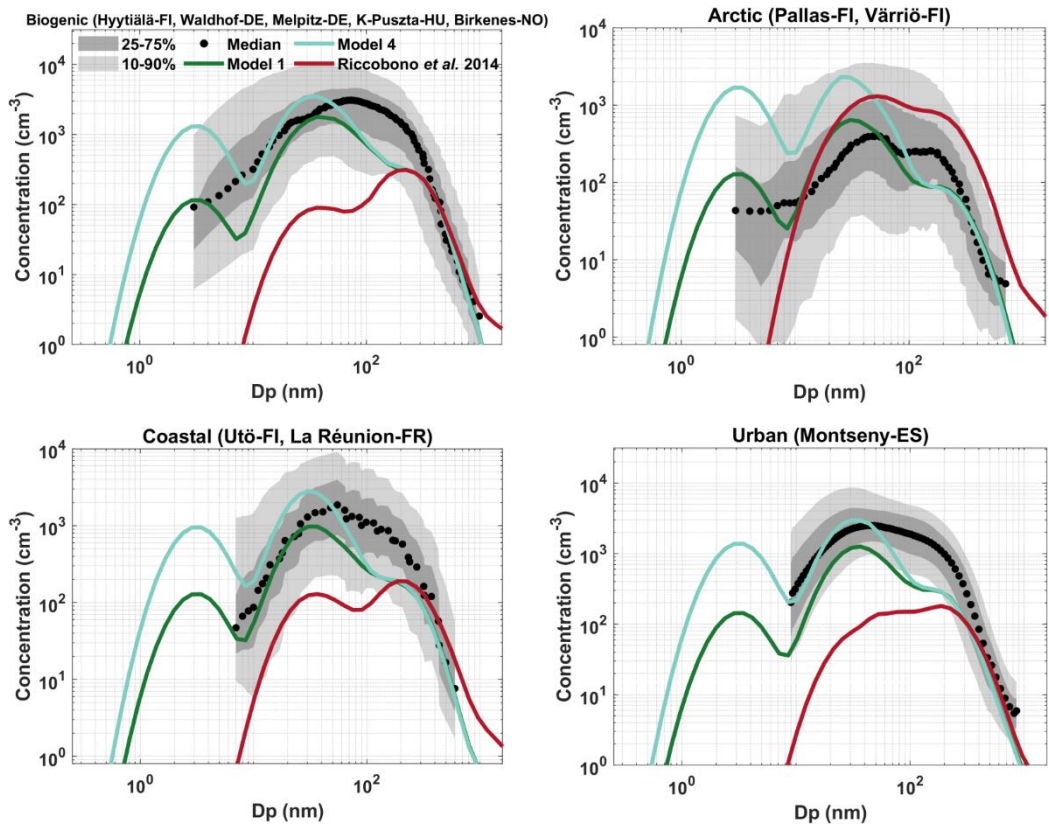 Biogenic (Hyytiälä-FI, Waldhof-DE, Melpitz-DE, K-Puszta-HU, Birkenes-NO)
25-75% Median Model 4
10-90% Model 1 Riccobono et al. 2014
10⁴
10³
10²
10¹
10⁰
Concentration (cm⁻³)
10⁰ 10²
Dp (nm)
Arctic (Pallas-FI, Värriö-FI)
10⁴
10³
10²
10¹
10⁰
Concentration (cm⁻³)
10⁰ 10²
Dp (nm)
Coastal (Utö-FI, La Réunion-FR)
10⁴
10³
10²
10¹
10⁰
Concentration (cm⁻³)
10⁰ 10²
Dp (nm)
Urban (Montseny-ES)
10⁴
10³
10²
10¹
10⁰
Concentration (cm⁻³)
10⁰ 10²
Dp (nm)